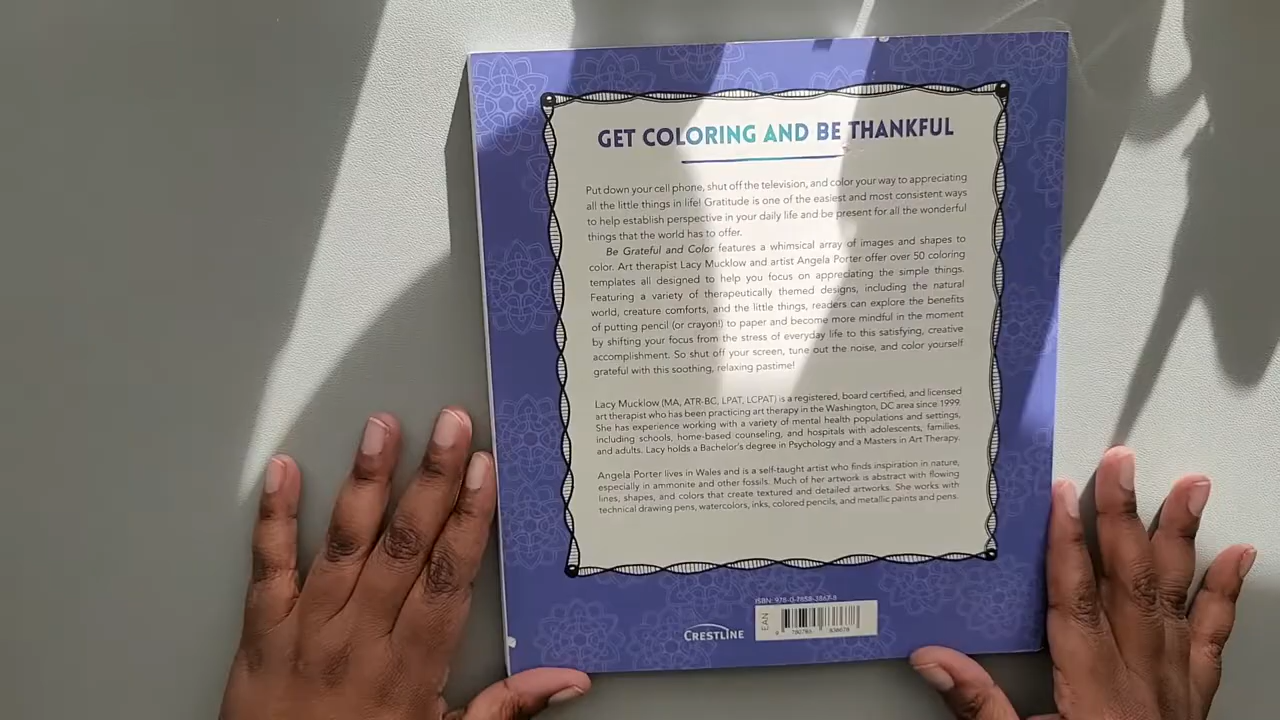 GET COLORING AND BE THANKFUL
Put down your cell phone, shut off the television, and color your way to appreciating
all the little things in life! Gratitude is one of the easiest and most consistent ways
to help establish perspective in your daily life and be present for all the wonderful
things that the world has to offer.
Be Grateful and Color features a whimsical array of images and shapes to
color. Art therapist Lacy Mucklow and artist Angela Porter offer over 50 coloring
templates all designed to help you focus on appreciating the simple things.
Featuring a variety of therapeutically themed designs, including the natural
world, creature comforts, and the little things, readers can explore the benefits
of putting pencil (or crayon!) to paper and become more mindful in the moment
by shifting your focus from the stress of everyday life to this satisfying, creative
accomplishment. So shut off your screen, tune out the noise, and color yourself
grateful with this soothing, relaxing pastime!
Lacy Mucklow (MA, ATR-BC, LPAT, LCPAT) is a registered, board certified, and licensed
art therapist who has been practicing art therapy in the Washington, DC area since 1999.
She has experience working with a variety of mental health populations and settings,
including schools, home-based counseling, and hospitals with adolescents, families,
and adults. Lacy holds a Bachelor's degree in Psychology and a Masters in Art Therapy.
Angela Porter lives in Wales and is a self-taught artist who finds inspiration in nature,
especially in ammonite and other fossils. Much of her artwork is abstract with flowing
lines, shapes, and colors that create textured and detailed artworks. She works with
technical drawing pens, watercolors, inks, colored pencils, and metallic paints and pens.
ISBN: 978-0-7858-3867-8
EAN
CRESTLINE
9 780785 838678